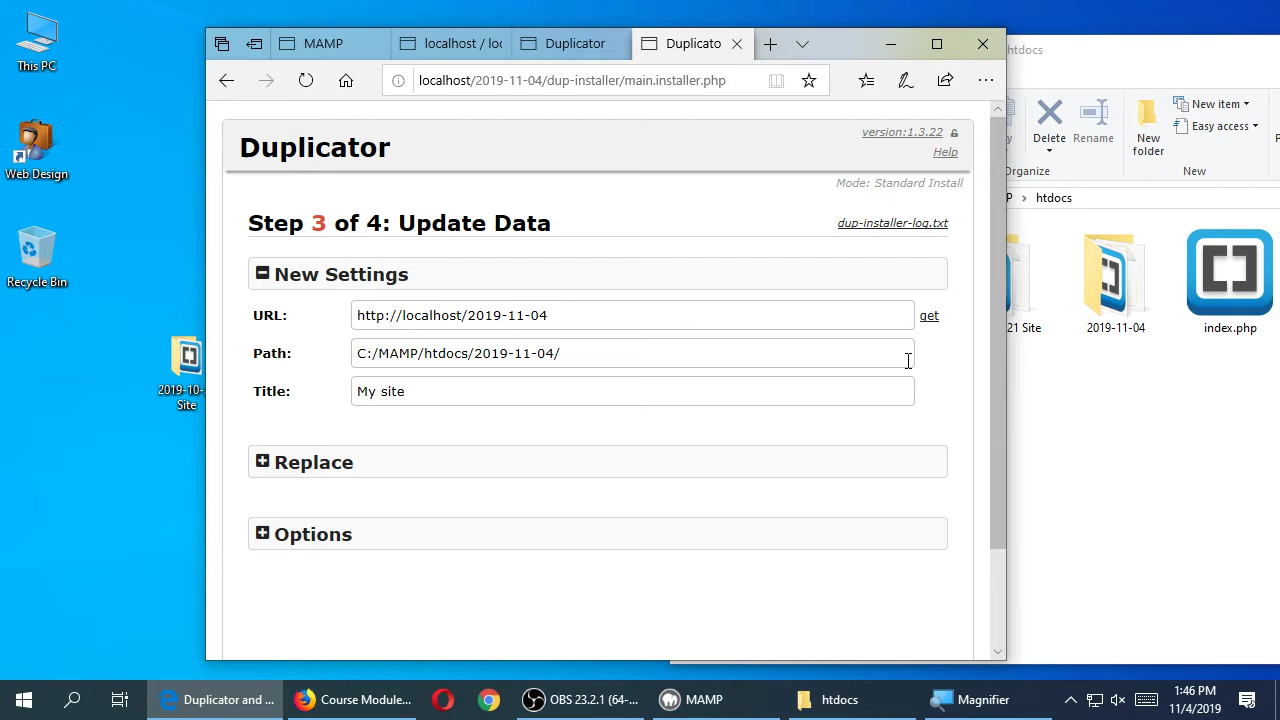 This PC
Web Design
Recycle Bin
2019-10-
Site
MAMP
localhost / loc
Duplicator
Duplicato
localhost/2019-11-04/dup-installer/main.installer.php
Duplicator
version:1.3.22
Help
Mode: Standard Install
Step 3 of 4: Update Data
dup-installer-log.txt
New Settings
URL:
http://localhost/2019-11-04
get
Path:
C:/MAMP/htdocs/2019-11-04/
Title:
My site
Replace
Options
htdocs
Delete
Rename
New
folder
New item
Easy access
Organize
New
P > htdocs
21 Site
2019-11-04
index.php
Duplicator and ...
Course Module...
OBS 23.2.1 (64-...
MAMP
htdocs
Magnifier
1:46 PM
11/4/2019